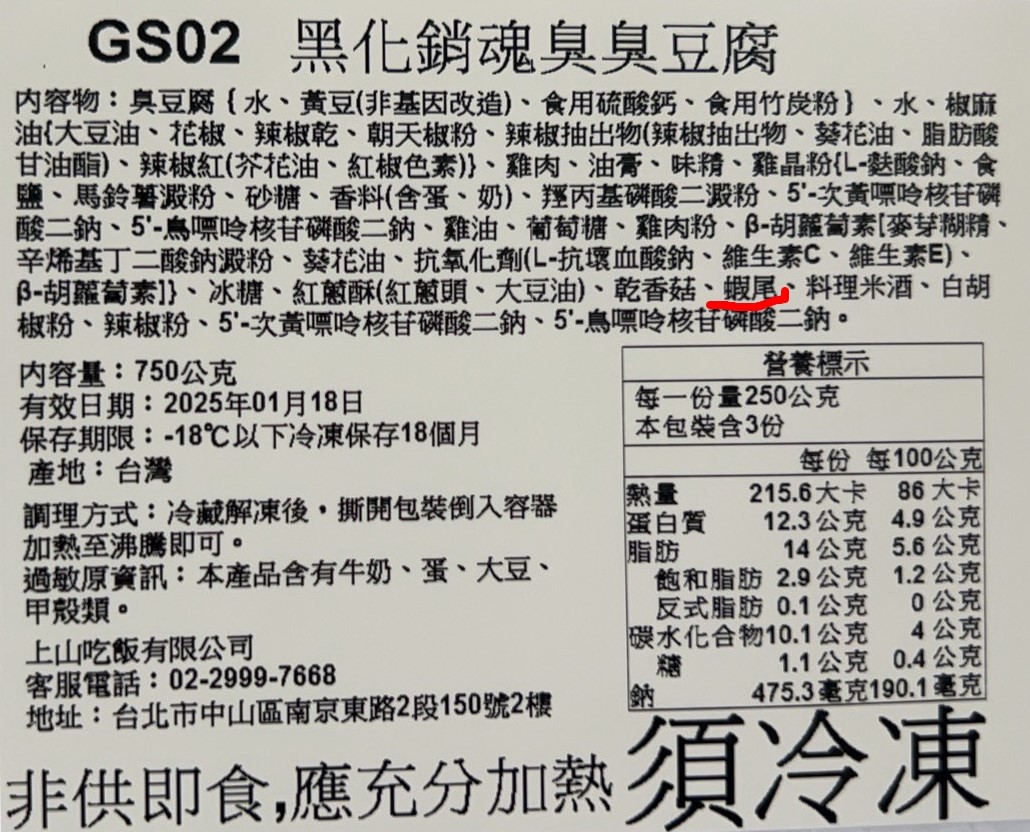 GS02 黑化銷魂臭臭豆腐
內容物：臭豆腐{水、黃豆(非基因改造)、食用硫酸鈣、食用竹炭粉}、水、椒麻
油{大豆油、花椒、辣椒乾、朝天椒粉、辣椒抽出物(辣椒抽出物、葵花油、脂肪酸
甘油酯)、辣椒紅(芥花油、紅椒色素)}、雞肉、油膏、味精、雞晶粉{L-麩酸鈉、食
鹽、馬鈴薯澱粉、砂糖、香料(含蛋、奶)、羥丙基磷酸二澱粉、5'-次黃嘌呤核苷磷
酸二鈉、5'-鳥嘌呤核苷磷酸二鈉、雞油、葡萄糖、雞肉粉、β-胡蘿蔔素[麥芽糊精、
辛烯基丁二酸鈉澱粉、葵花油、抗氧化劑(L-抗壞血酸鈉、維生素C、維生素E)、
β-胡蘿蔔素]}、冰糖、紅蔥酥(紅蔥頭、大豆油)、乾香菇、蝦尾、料理米酒、白胡
椒粉、辣椒粉、5'-次黃嘌呤核苷磷酸二鈉、5'-鳥嘌呤核苷磷酸二鈉。
內容量：750公克
有效日期：2025年01月18日
保存期限：-18℃以下冷凍保存18個月
產地：台灣
調理方式：冷藏解凍後，撕開包裝倒入容器
加熱至沸騰即可。
過敏原資訊：本產品含有牛奶、蛋、大豆、
甲殼類。
上山吃飯有限公司
客服電話：02-2999-7668
地址：台北市中山區南京東路2段150號2樓
營養標示
每一份量250公克
本包裝含3份
每份 每100公克
熱量 215.6大卡 86 大卡
蛋白質 12.3 公克 4.9 公克
脂肪 14 公克 5.6 公克
飽和脂肪 2.9 公克 1.2 公克
反式脂肪 0.1 公克 0 公克
碳水化合物10.1 公克 4 公克
糖 1.1 公克 0.4 公克
鈉 475.3毫克190.1毫克
非供即食,應充分加熱 須冷凍